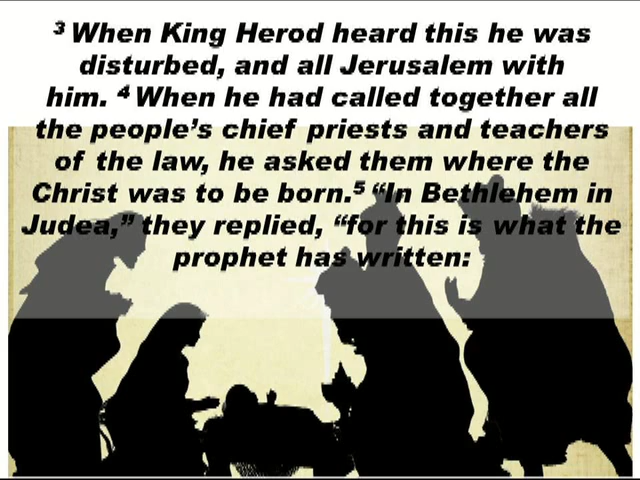 ³ When King Herod heard this he was
disturbed, and all Jerusalem with
him. ⁴ When he had called together all
the people’s chief priests and teachers
of the law, he asked them where the
Christ was to be born.⁵ “In Bethlehem in
Judea,” they replied, “for this is what the
prophet has written: